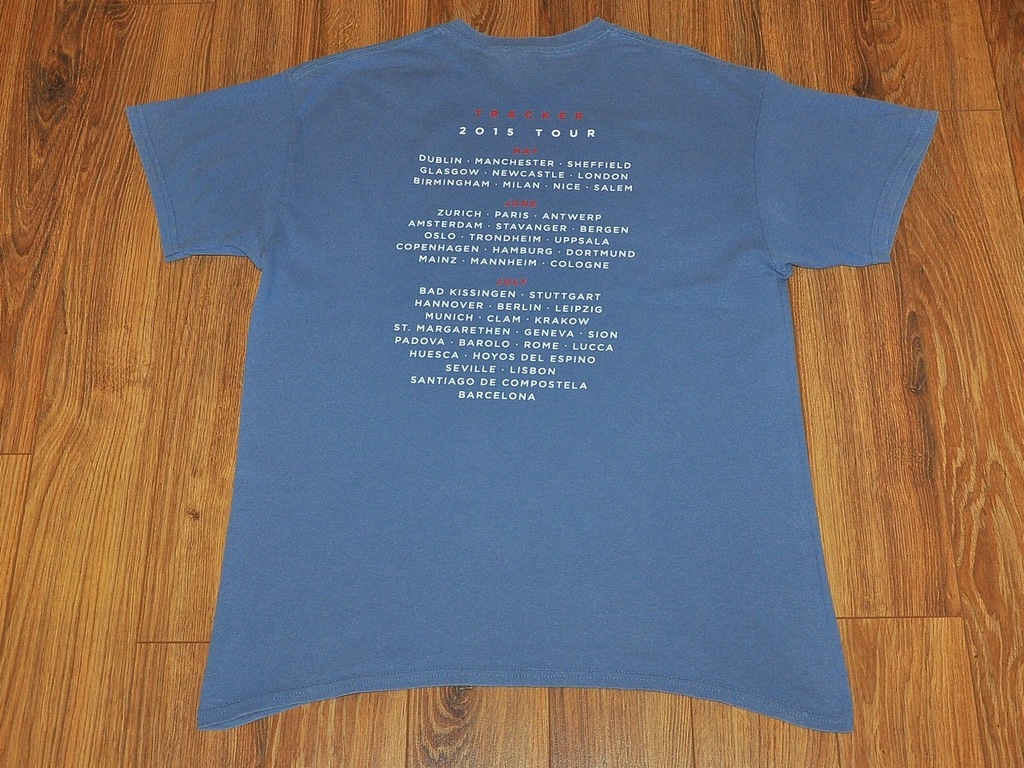 TRACKER
2015 TOUR
MAY
DUBLIN · MANCHESTER · SHEFFIELD
GLASGOW · NEWCASTLE · LONDON
BIRMINGHAM · MILAN · NICE · SALEM
JUNE
ZURICH · PARIS · ANTWERP
AMSTERDAM · STAVANGER · BERGEN
OSLO · TRONDHEIM · UPPSALA
COPENHAGEN · HAMBURG · DORTMUND
MAINZ · MANNHEIM · COLOGNE
JULY
BAD KISSINGEN · STUTTGART
HANNOVER · BERLIN · LEIPZIG
MUNICH · CLAM · KRAKOW
ST. MARGARETHEN · GENEVA · SION
PADOVA · BAROLO · ROME · LUCCA
HUESCA · HOYOS DEL ESPINO
SEVILLE · LISBON
SANTIAGO DE COMPOSTELA
BARCELONA